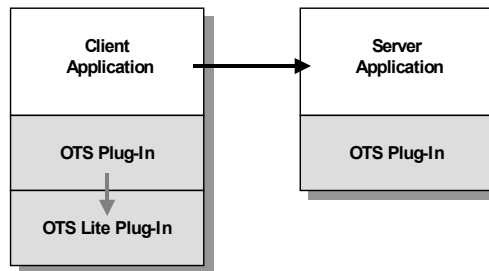 Client
Application
Server
Application
OTS Plug-In
OTS Plug-In
OTS Lite Plug-In